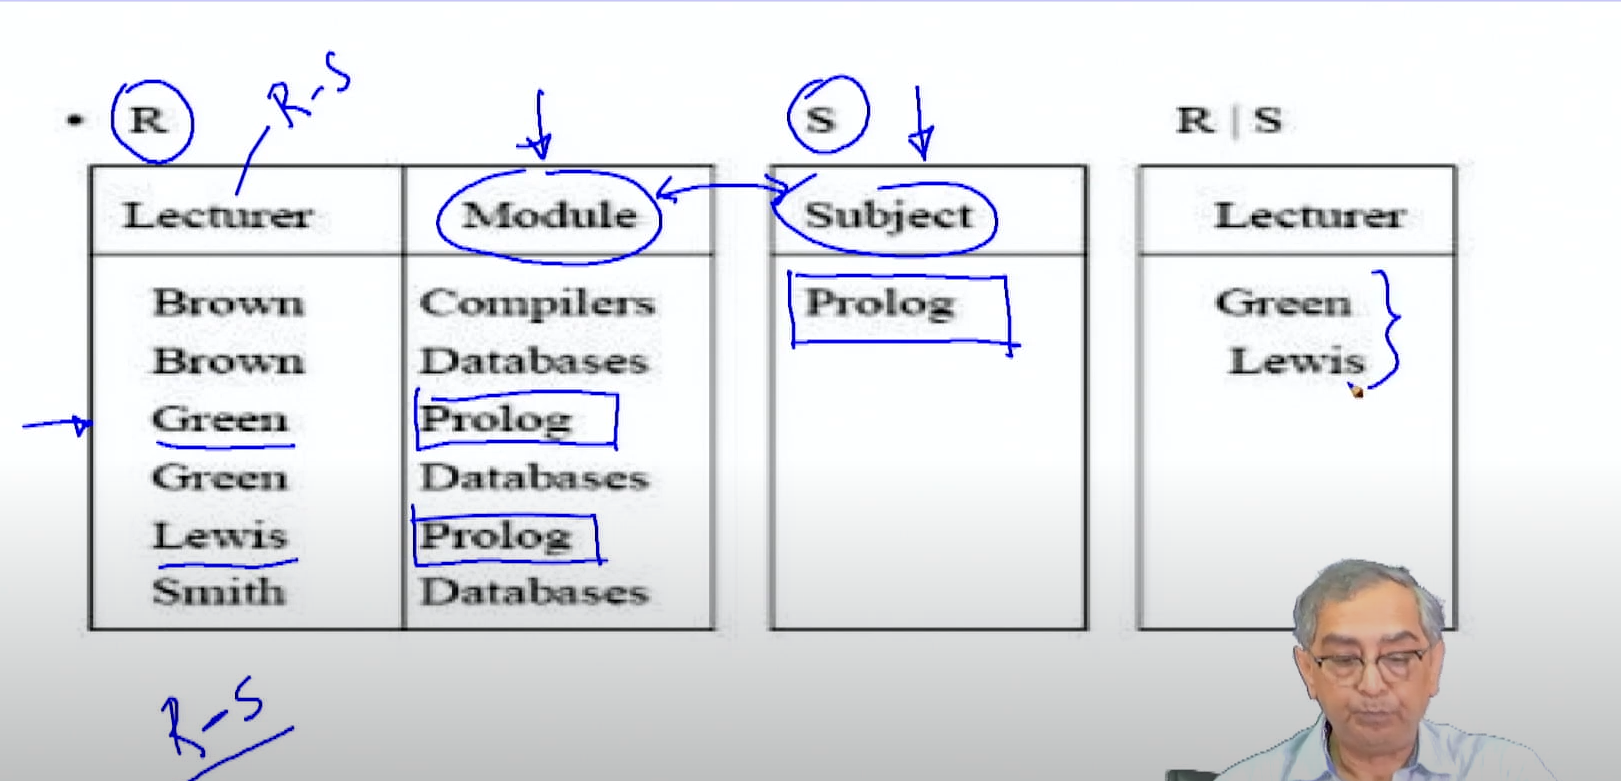 • R R-S S R | S
Lecturer Module Subject Lecturer
Brown Compilers Prolog Green
Brown Databases Lewis
Green Prolog
Green Databases
Lewis Prolog
Smith Databases
R-S